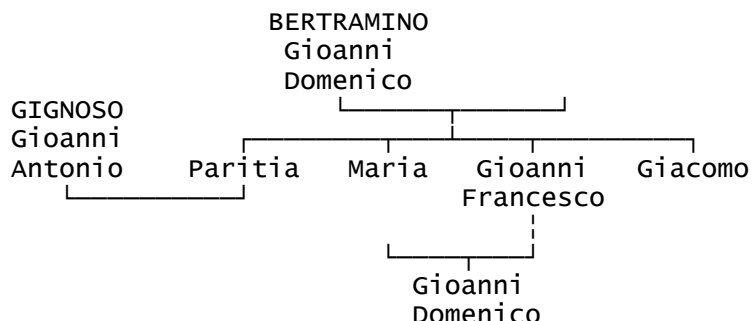 BERTRAMINO
Gioanni
Domenico
GIGNOSO
Gioanni
Antonio Paritia Maria Gioanni Giacomo
Francesco
Gioanni
Domenico